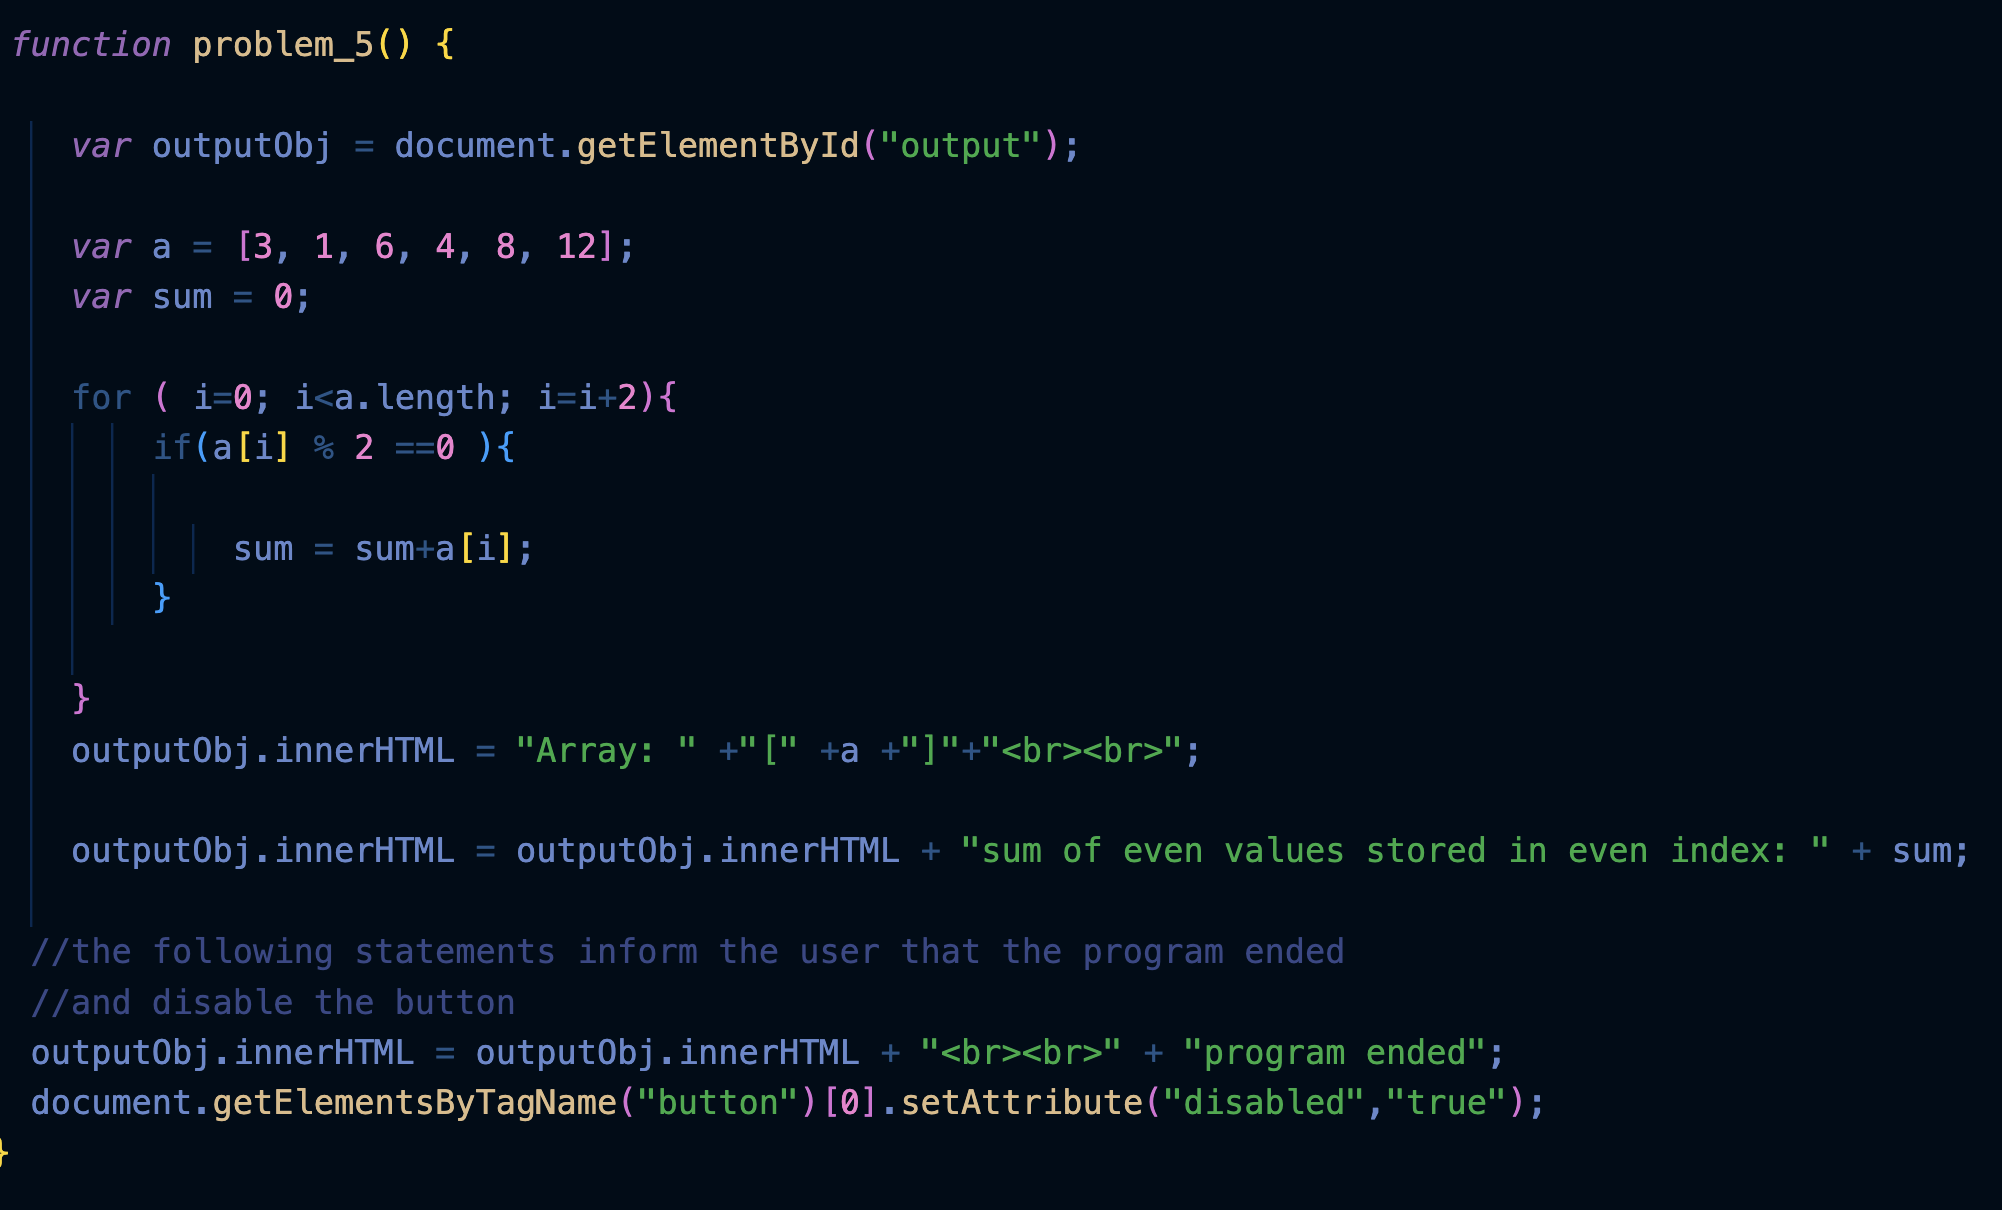 function problem_5() {
var outputObj = document.getElementById("output");
var a = [3, 1, 6, 4, 8, 12];
var sum = 0;
for ( i=0; i<a.length; i=i+2){
if(a[i] % 2 ==0 ){
sum = sum+a[i];
}
}
outputObj.innerHTML = "Array: " +"[" +a +"]"+"<br><br>";
outputObj.innerHTML = outputObj.innerHTML + "sum of even values stored in even index: " + sum;
//the following statements inform the user that the program ended
//and disable the button
outputObj.innerHTML = outputObj.innerHTML + "<br><br>" + "program ended";
document.getElementsByTagName("button")[0].setAttribute("disabled","true");
}